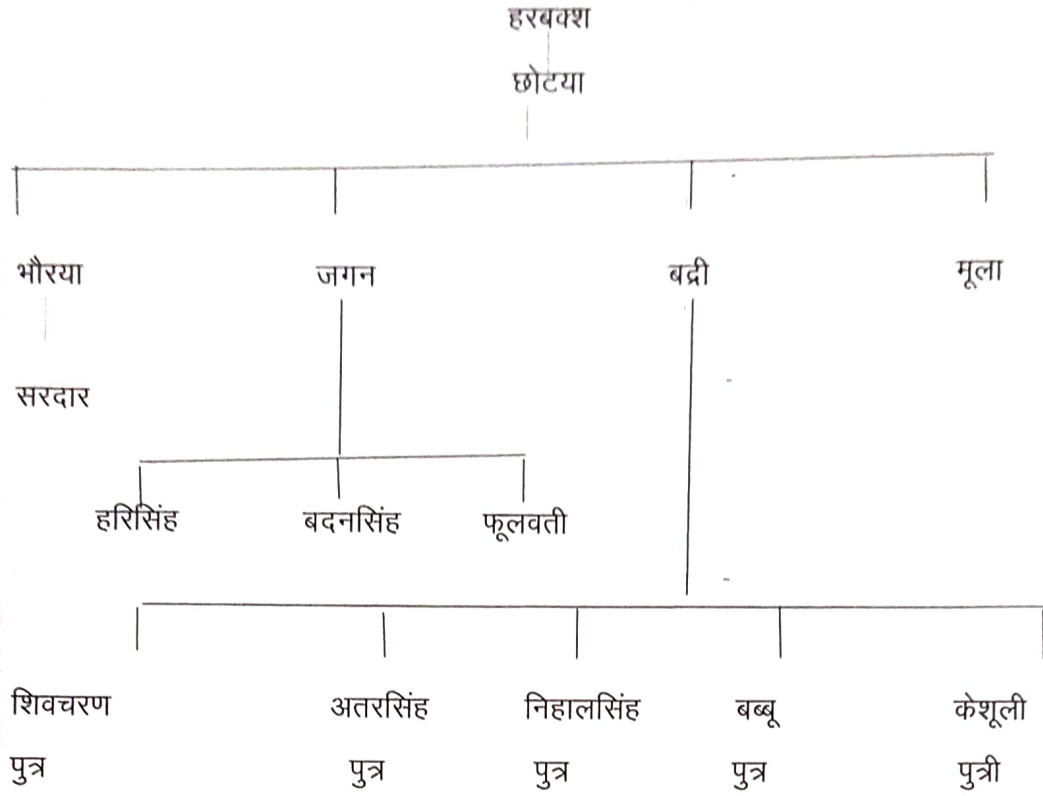 हरबक्श
छोटया
भौरया जगन बद्री मूला
सरदार
हरिसिंह बदनसिंह फूलवती
शिवचरण अतरसिंह निहालसिंह बब्बू केशूली
पुत्र पुत्र पुत्र पुत्र पुत्री